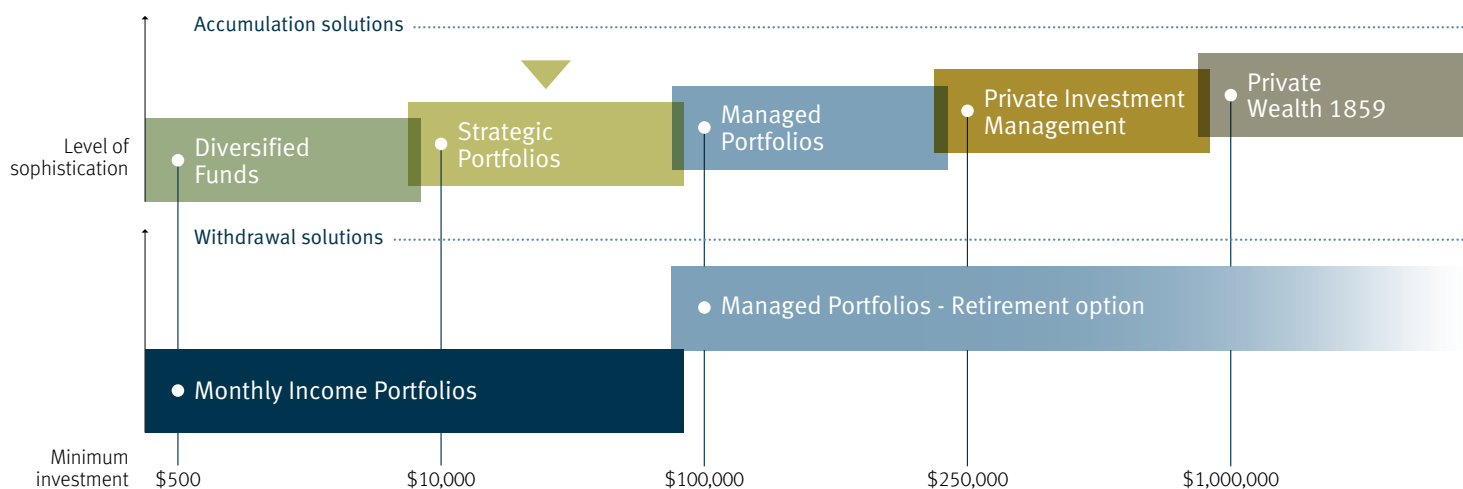 Accumulation solutions
Level of
sophistication
Diversified
Funds
Strategic
Portfolios
Managed
Portfolios
Private Investment
Management
Private
Wealth 1859
Withdrawal solutions
Managed Portfolios - Retirement option
Monthly Income Portfolios
Minimum
investment
$500
$10,000
$100,000
$250,000
$1,000,000